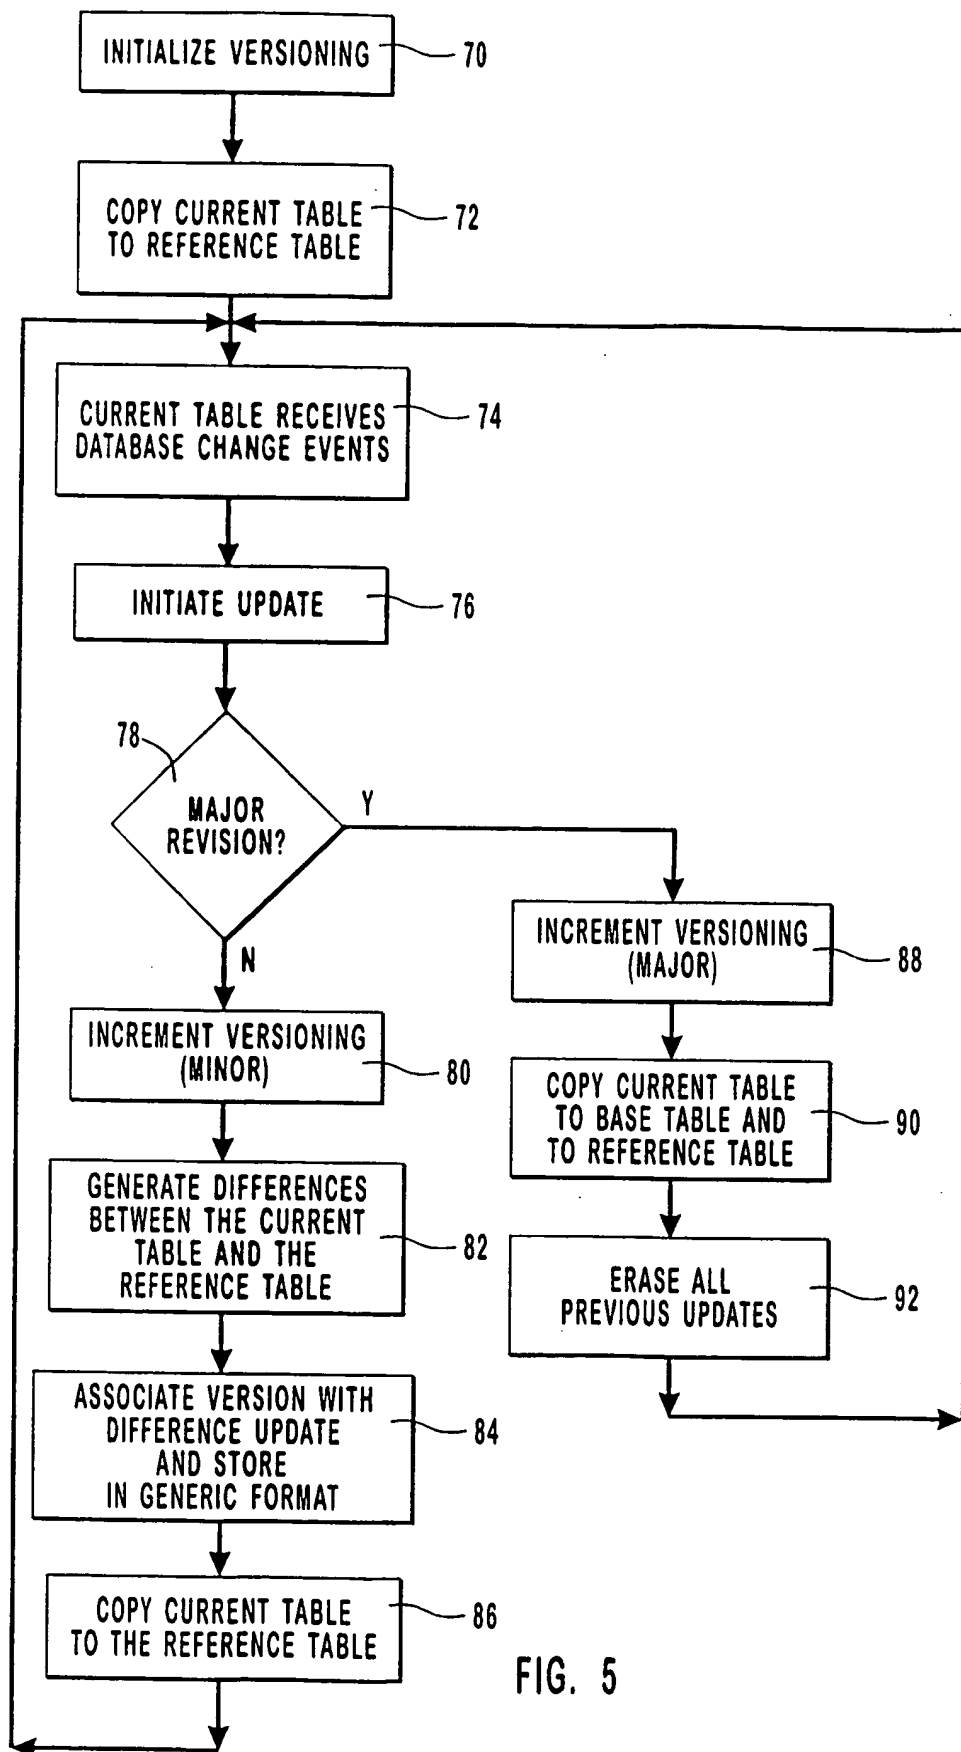 INITIALIZE VERSIONING
70
COPY CURRENT TABLE
TO REFERENCE TABLE
72
CURRENT TABLE RECEIVES
DATABASE CHANGE EVENTS
74
INITIATE UPDATE
76
78
MAJOR
REVISION?
Y
N
INCREMENT VERSIONING
(MAJOR)
88
INCREMENT VERSIONING
(MINOR)
80
COPY CURRENT TABLE
TO BASE TABLE AND
TO REFERENCE TABLE
90
GENERATE DIFFERENCES
BETWEEN THE CURRENT
TABLE AND THE
REFERENCE TABLE
82
ERASE ALL
PREVIOUS UPDATES
92
ASSOCIATE VERSION WITH
DIFFERENCE UPDATE
AND STORE
IN GENERIC FORMAT
84
COPY CURRENT TABLE
TO THE REFERENCE TABLE
86
FIG. 5